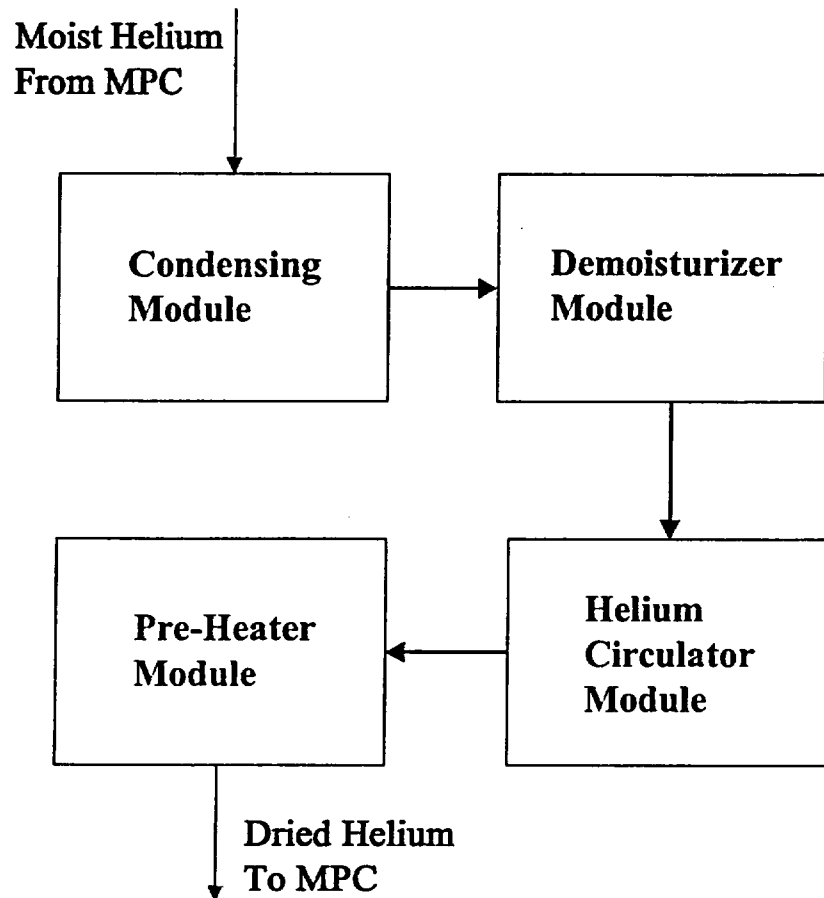 Moist Helium
From MPC
Condensing
Module
Demoisturizer
Module
Pre-Heater
Module
Helium
Circulator
Module
Dried Helium
To MPC